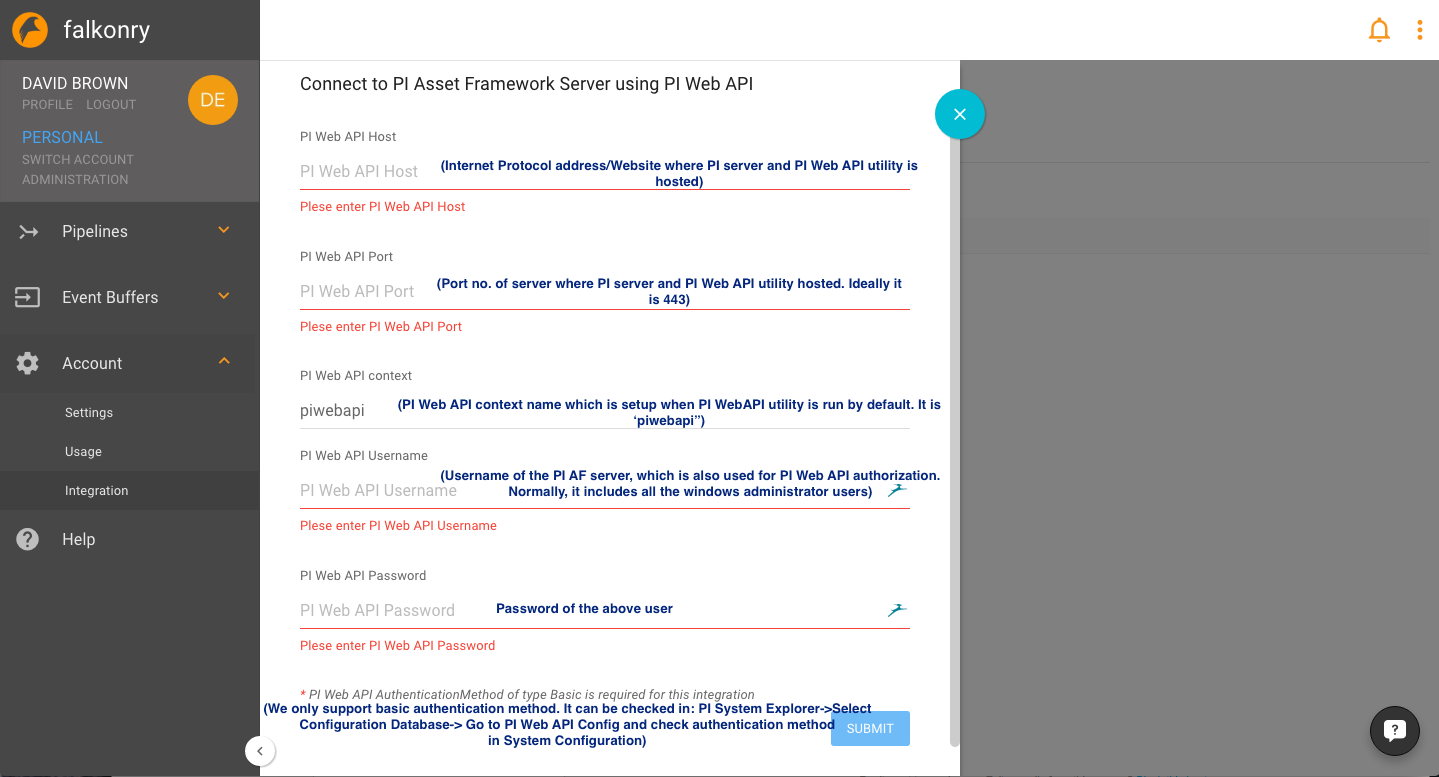 falkonry
DAVID BROWN
PROFILE LOGOUT
DE
PERSONAL
SWITCH ACCOUNT
ADMINISTRATION
Pipelines
Event Buffers
Account
Settings
Usage
Integration
Help
Connect to PI Asset Framework Server using PI Web API
PI Web API Host
PI Web API Host
(Internet Protocol address/Website where PI server and PI Web API utility is
hosted)
Plese enter PI Web API Host
PI Web API Port
PI Web API Port
(Port no. of server where PI server and PI Web API utility hosted. Ideally it
is 443)
Plese enter PI Web API Port
PI Web API context
piwebapi
(PI Web API context name which is setup when PI WebAPI utility is run by default. It is
‘piwebapi”)
PI Web API Username
PI Web API Username
(Username of the PI AF server, which is also used for PI Web API authorization.
Normally, it includes all the windows administrator users)
Plese enter PI Web API Username
PI Web API Password
PI Web API Password
Password of the above user
Plese enter PI Web API Password
* PI Web API AuthenticationMethod of type Basic is required for this integration
(We only support basic authentication method. It can be checked in: PI System Explorer->Select
Configuration Database-> Go to PI Web API Config and check authentication method
in System Configuration)
SUBMIT